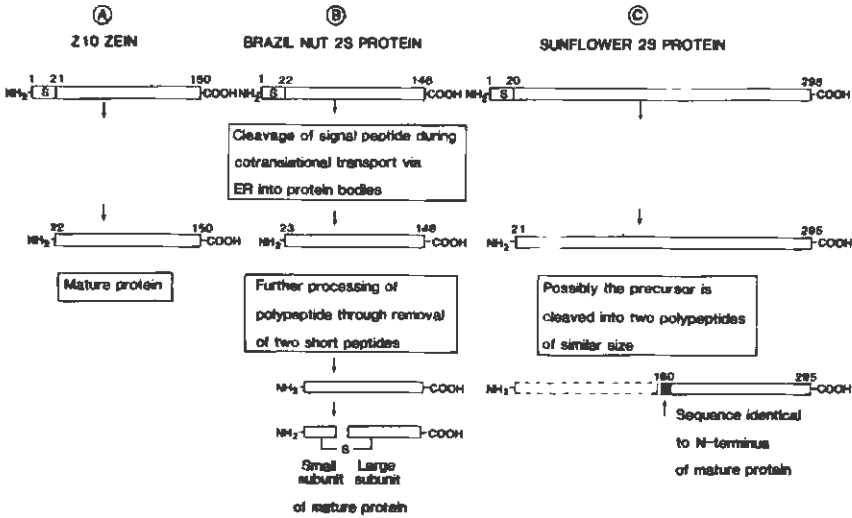 A
Z10 ZEIN
1 21 150
NH2 S COOH
22 150
NH2 COOH
Mature protein
B
BRAZIL NUT 2S PROTEIN
1 22 146
NH2 S COOH
Cleavage of signal peptide during
cotranslational transport via
ER into protein bodies
23 146
NH2 COOH
Further processing of
polypeptide through removal
of two short peptides
NH2 COOH
NH2 COOH
S
Small Large
subunit subunit
of mature protein
C
SUNFLOWER 2S PROTEIN
1 20 295
NH2 S COOH
21 295
NH2 COOH
Possibly the precursor is
cleaved into two polypeptides
of similar size
160 295
NH2 COOH
Sequence identical
to N-terminus
of mature protein